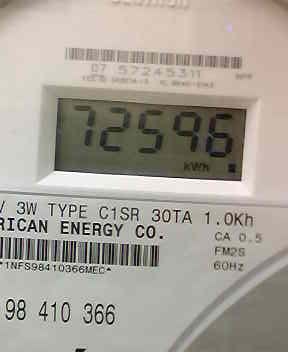 07 57245311
72596
kWh
V 3W TYPE C1SR 30TA 1.0Kh
RICAN ENERGY CO.
CA 0.5
FM2S
60Hz
*1NFS98410366MEC*
98 410 366